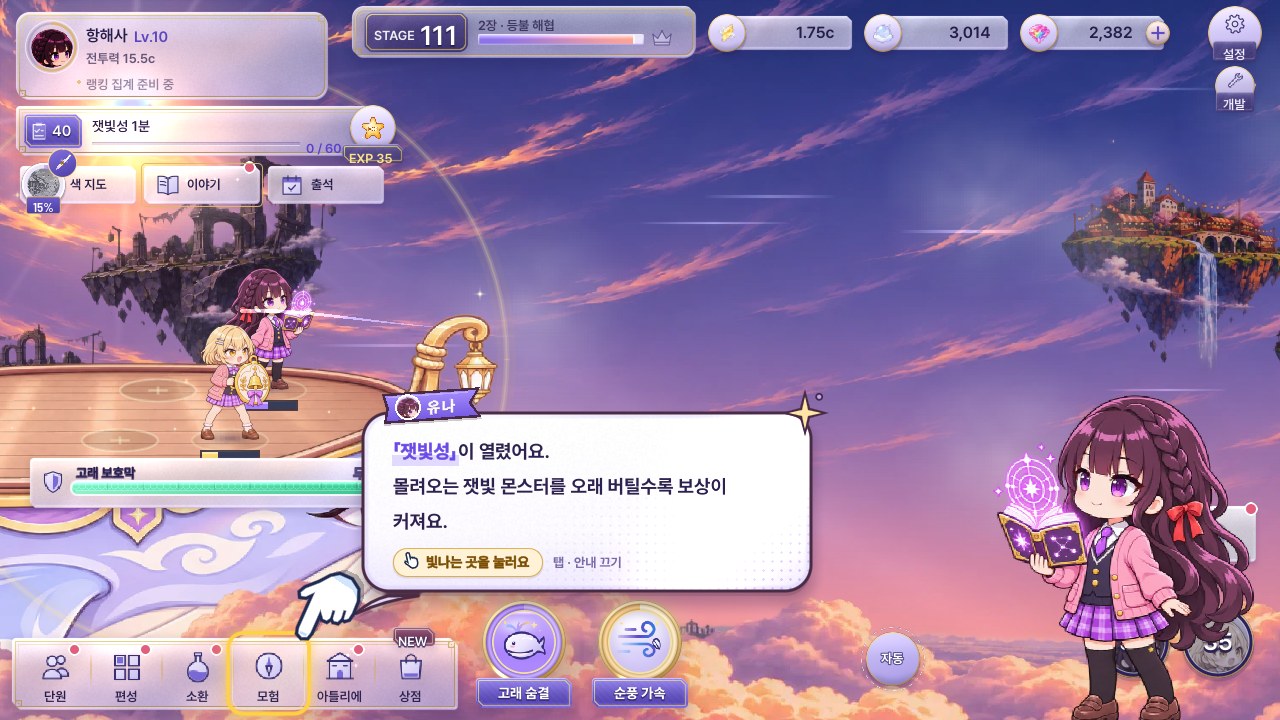 항해사 Lv.10
전투력 15.5c
랭킹 집계 준비 중
STAGE 111
2장 · 등불 해협
1.75c
3,014
2,382
설정
개발
40
잿빛성 1분
0 / 60
EXP 35
색 지도
15%
이야기
출석
유나
「잿빛성」이 열렸어요.
몰려오는 잿빛 몬스터를 오래 버틸수록 보상이
커져요.
빛나는 곳을 눌러요
탭 · 안내 끄기
고래 보호막
단원
편성
소환
모험
아틀리에
NEW
상점
고래 숨결
순풍 가속
자동